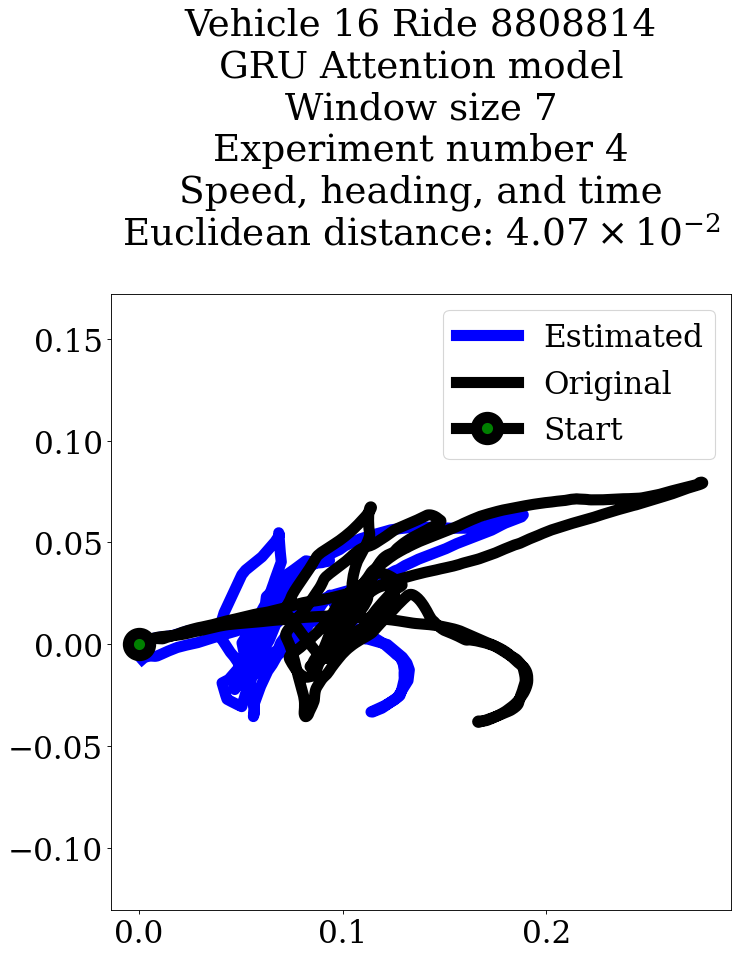 Vehicle 16 Ride 8808814
GRU Attention model
Window size 7
Experiment number 4
Speed, heading, and time
Euclidean distance: 4.07 × 10⁻²
Estimated
Original
Start
0.15
0.10
0.05
0.00
−0.05
−0.10
0.0
0.1
0.2